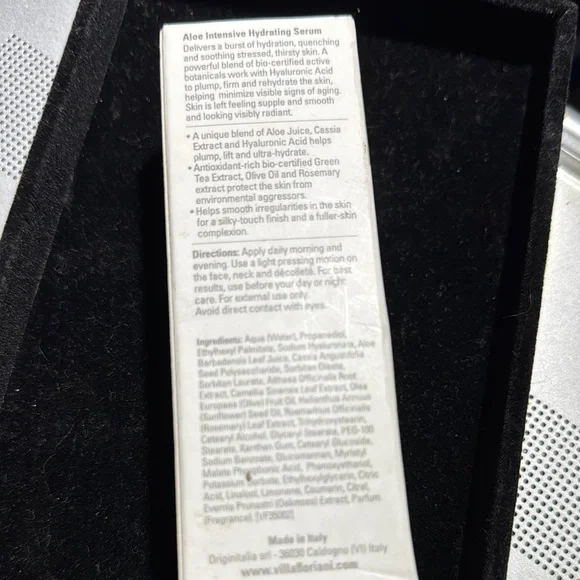 Aloe Intensive Hydrating Serum
Delivers a burst of hydration, quenching
and soothing stressed, thirsty skin. A
powerful blend of bio-certified active
botanicals work with Hyaluronic Acid
to plump, firm and rehydrate the skin,
helping minimize visible signs of aging.
Skin is left feeling supple and smooth
and looking visibly radiant.
• A unique blend of Aloe Juice, Cassia
Extract and Hyaluronic Acid helps
plump, lift and ultra-hydrate.
• Antioxidant-rich bio-certified Green
Tea Extract, Olive Oil and Rosemary
extract protect the skin from
environmental aggressors.
• Helps smooth irregularities in the skin
for a silky-touch finish and a fuller-skin
complexion.
Directions: Apply daily morning and
evening. Use a light pressing motion on
the face, neck and décolleté. For best
results, use before your day or night
care. For external use only.
Avoid direct contact with eyes.
Ingredients: Aqua (Water), Propanediol,
Ethylhexyl Palmitate, Sodium Hyaluronate, Aloe
Barbadensis Leaf Juice, Cassia Angustifolia
Seed Polysaccharide, Sorbitan Oleate,
Sorbitan Laurate, Althaea Officinalis Root
Extract, Camellia Sinensis Leaf Extract, Olea
Europaea (Olive) Fruit Oil, Helianthus Annuus
(Sunflower) Seed Oil, Rosmarinus Officinalis
(Rosemary) Leaf Extract, Trihydroxystearin,
Cetearyl Alcohol, Glyceryl Stearate, PEG-100
Stearate, Xanthan Gum, Cetearyl Glucoside,
Sodium Benzoate, Glucomannan, Myristyl
Malate Phosphonic Acid, Phenoxyethanol,
Potassium Sorbate, Ethylhexylglycerin, Citric
Acid, Linalool, Limonene, Coumarin, Citral,
Evernia Prunastri (Oakmoss) Extract, Parfum
(Fragrance).
Made in Italy
Originitalia srl - 36030 Caldogno (VI) Italy
www.villafloriani.com